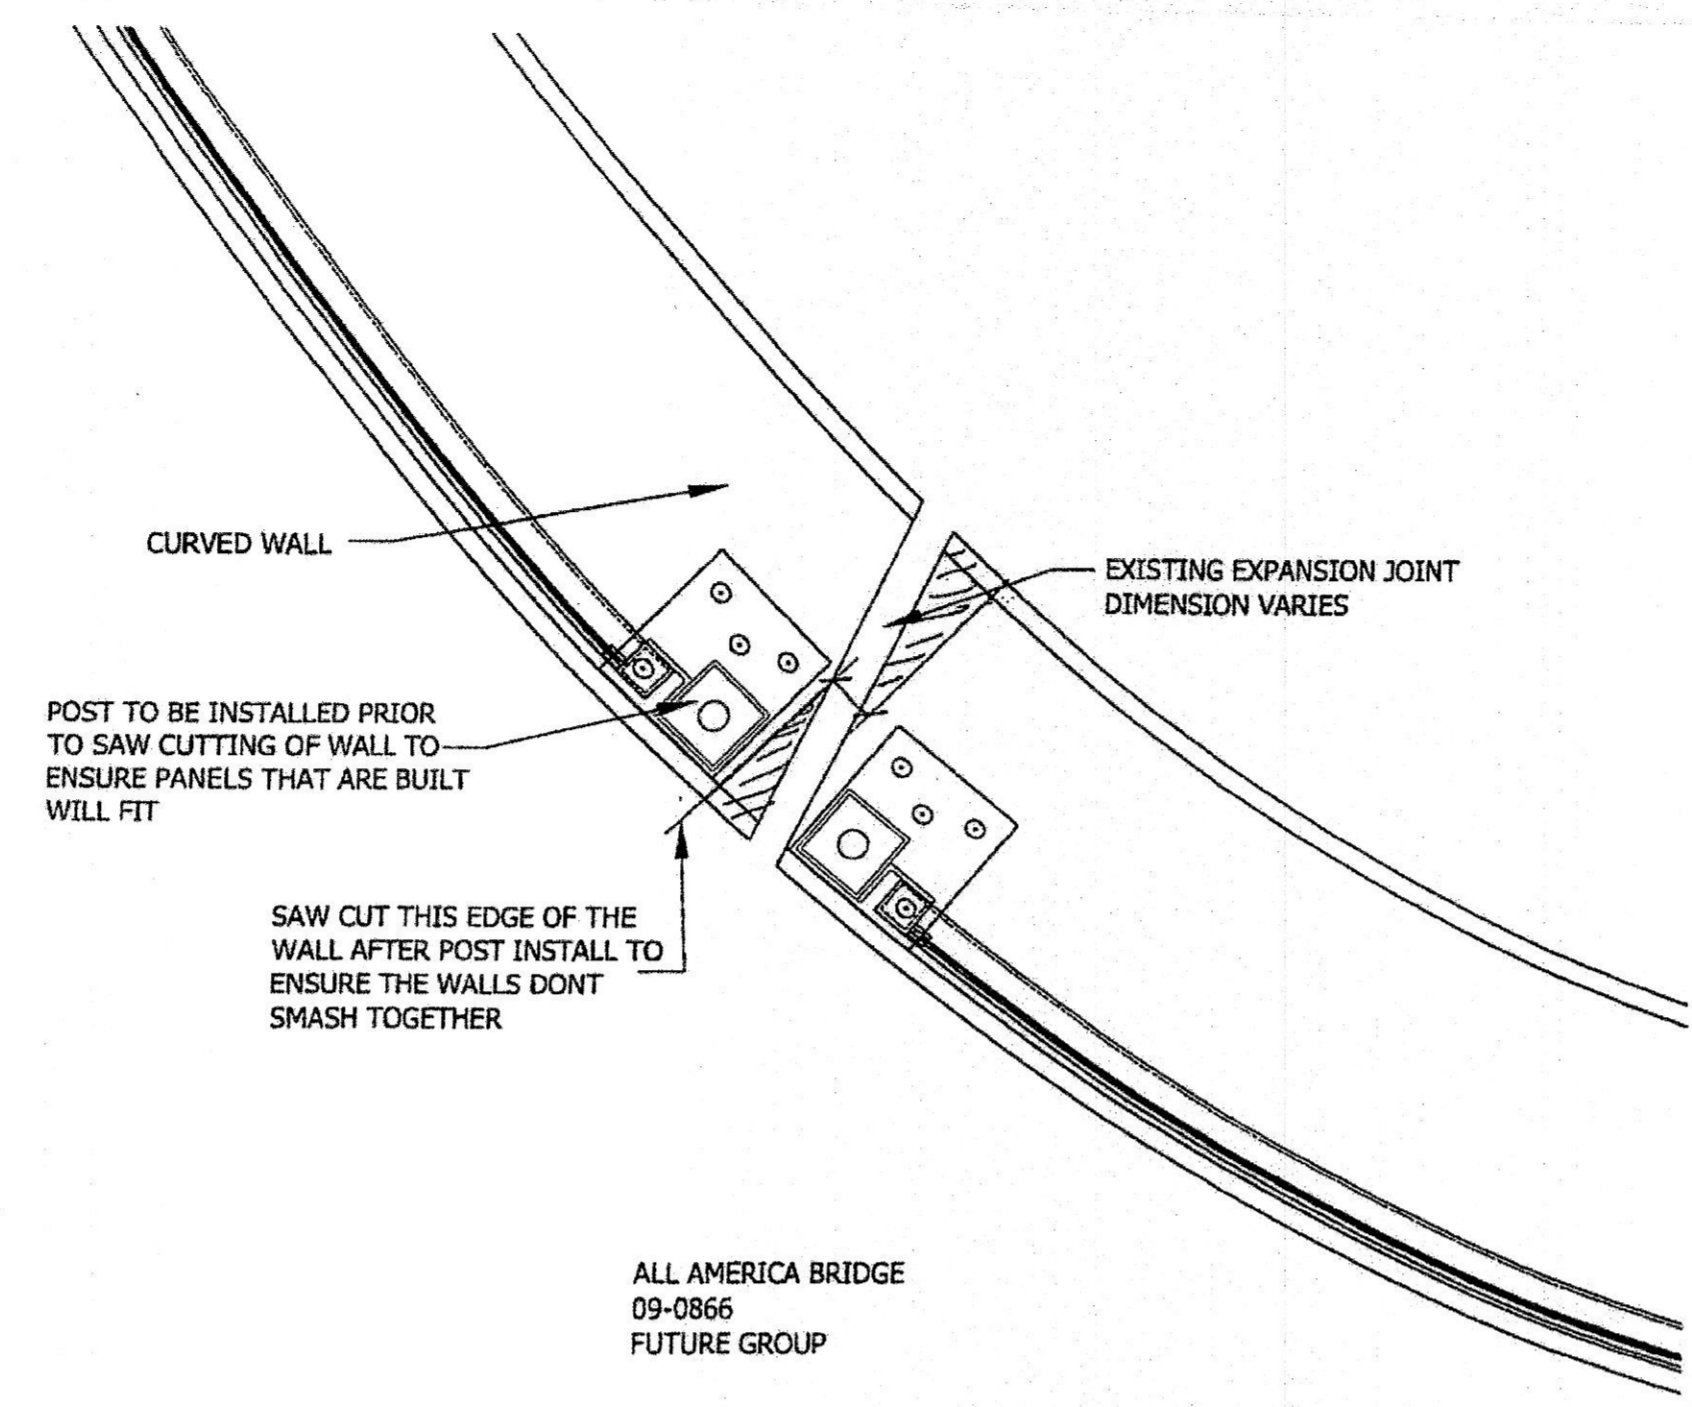 CURVED WALL
EXISTING EXPANSION JOINT
DIMENSION VARIES
POST TO BE INSTALLED PRIOR
TO SAW CUTTING OF WALL TO
ENSURE PANELS THAT ARE BUILT
WILL FIT
SAW CUT THIS EDGE OF THE
WALL AFTER POST INSTALL TO
ENSURE THE WALLS DONT
SMASH TOGETHER
ALL AMERICA BRIDGE
09-0866
FUTURE GROUP